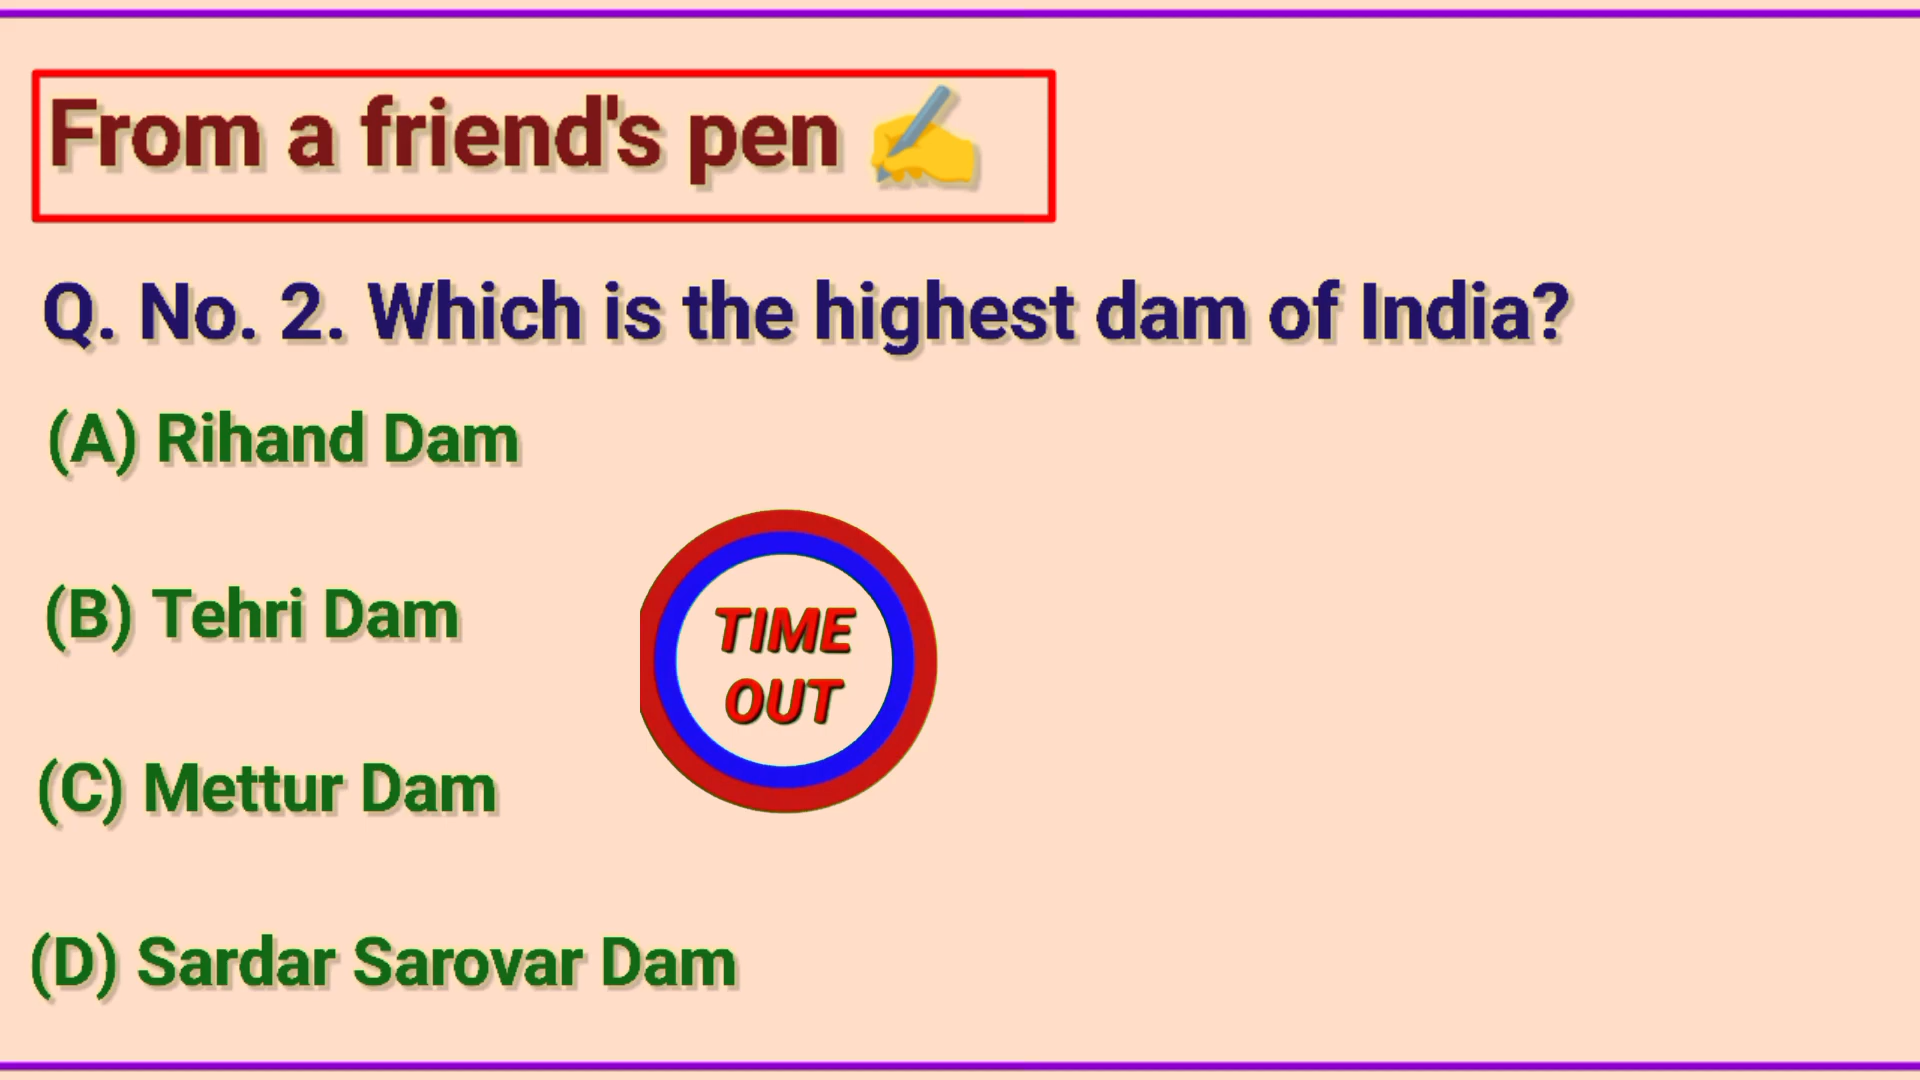 From a friend's pen ✍
Q. No. 2. Which is the highest dam of India?
(A) Rihand Dam
(B) Tehri Dam
TIME
OUT
(C) Mettur Dam
(D) Sardar Sarovar Dam